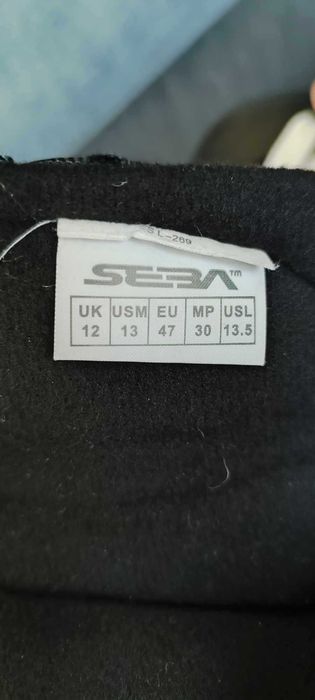 SL-269
SEBA™
UK USM EU MP USL
12 13 47 30 13.5